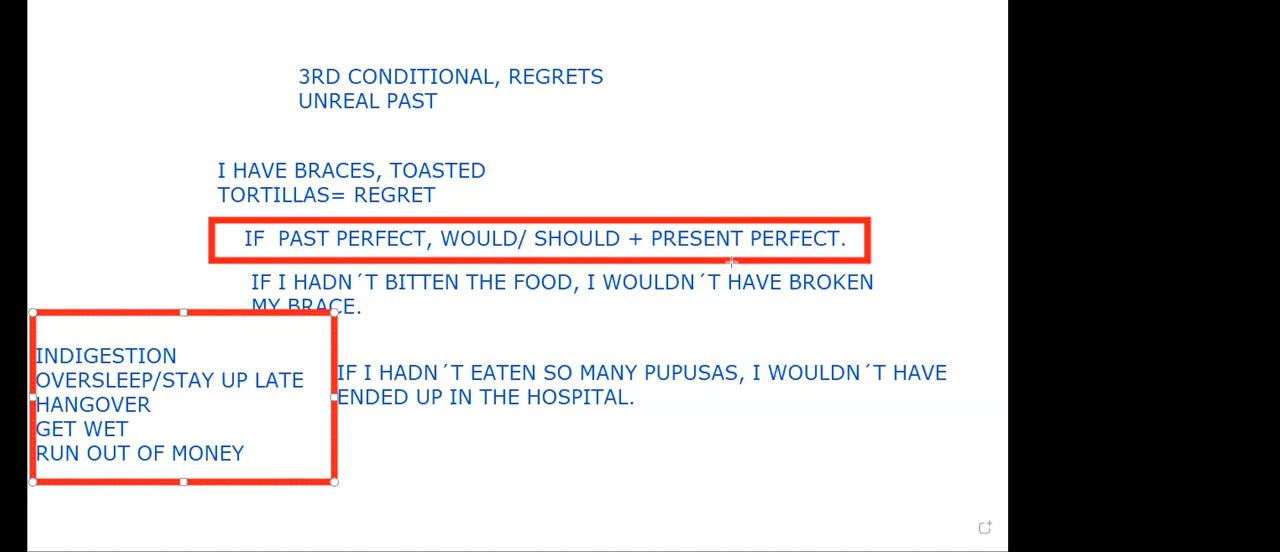 3RD CONDITIONAL, REGRETS
UNREAL PAST
I HAVE BRACES, TOASTED
TORTILLAS= REGRET
IF  PAST PERFECT, WOULD/ SHOULD + PRESENT PERFECT.
IF I HADN´T BITTEN THE FOOD, I WOULDN´T HAVE BROKEN
MY BRACE.
INDIGESTION
OVERSLEEP/STAY UP LATE
HANGOVER
GET WET
RUN OUT OF MONEY
IF I HADN´T EATEN SO MANY PUPUSAS, I WOULDN´T HAVE
ENDED UP IN THE HOSPITAL.